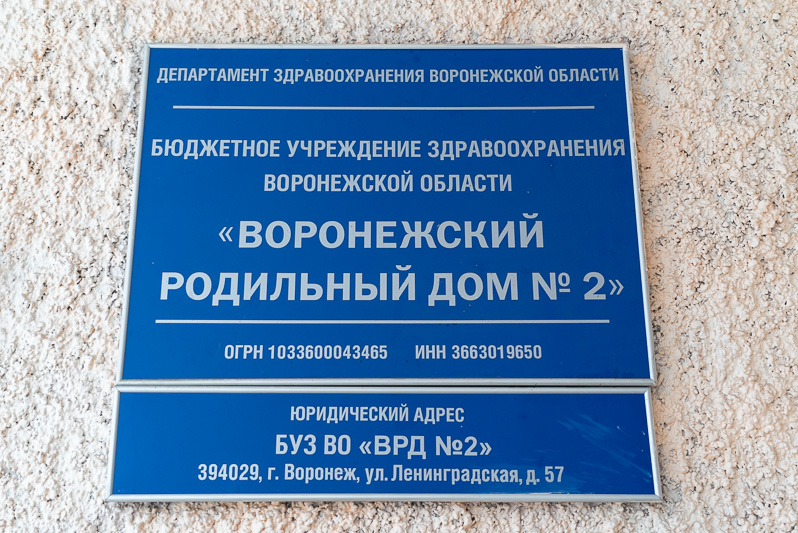 ДЕПАРТАМЕНТ ЗДРАВООХРАНЕНИЯ ВОРОНЕЖСКОЙ ОБЛАСТИ
БЮДЖЕТНОЕ УЧРЕЖДЕНИЕ ЗДРАВООХРАНЕНИЯ
ВОРОНЕЖСКОЙ ОБЛАСТИ
«ВОРОНЕЖСКИЙ
РОДИЛЬНЫЙ ДОМ № 2»
ОГРН 1033600043465 ИНН 3663019650
ЮРИДИЧЕСКИЙ АДРЕС
БУЗ ВО «ВРД №2»
394029, г. Воронеж, ул. Ленинградская, д. 57